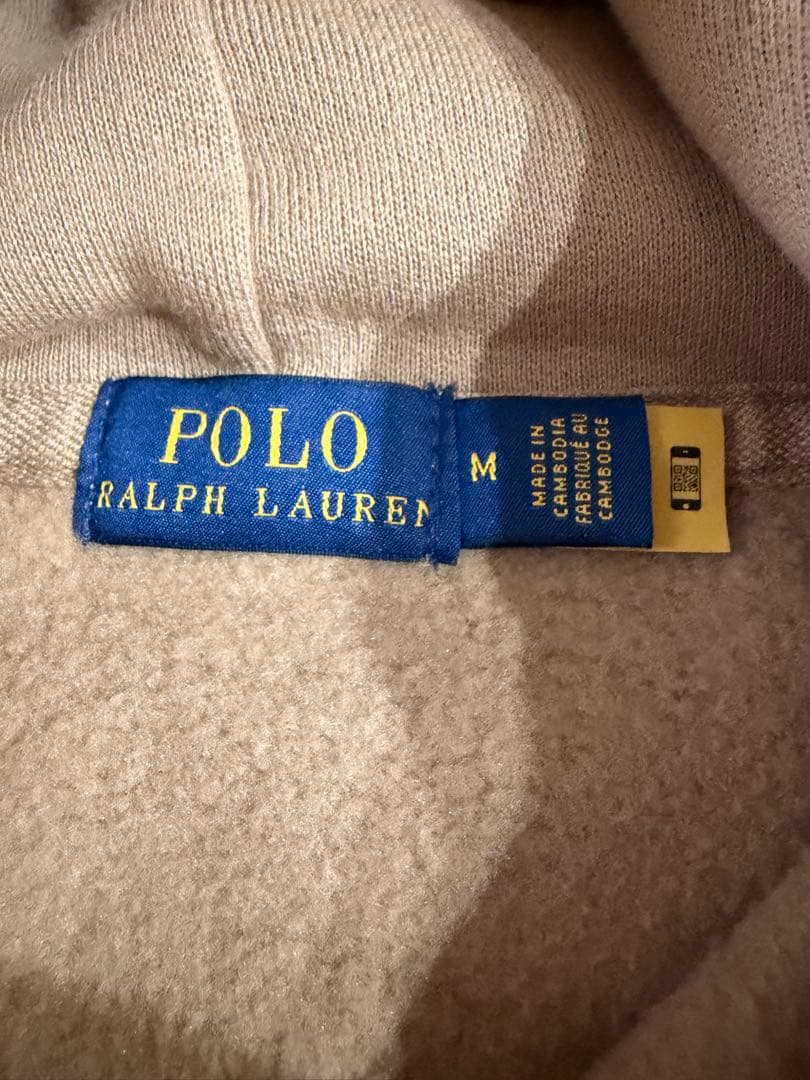 POLO
RALPH LAUREN
M
MADE IN
CAMBODIA
FABRIQUÉ AU
CAMBODGE